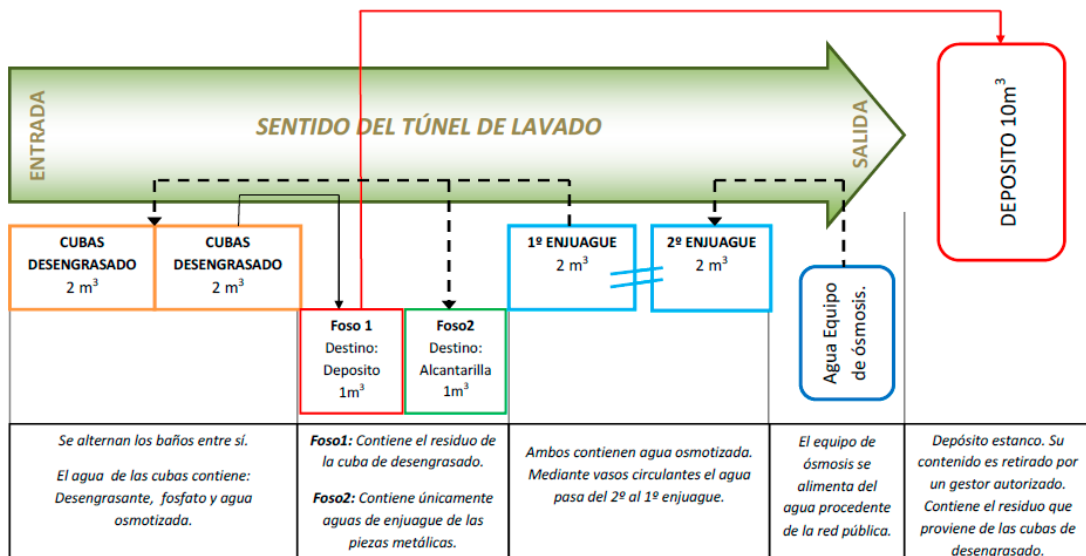 ENTRADA
SENTIDO DEL TÚNEL DE LAVADO
SALIDA
DEPOSITO 10m³
CUBAS
DESENGRASADO
2 m³
CUBAS
DESENGRASADO
2 m³
1º ENJUAGUE
2 m³
2º ENJUAGUE
2 m³
Foso 1
Destino:
Deposito
1m³
Foso2
Destino:
Alcantarilla
1m³
Agua Equipo
de ósmosis.
Se alternan los baños entre sí.
El agua de las cubas contiene:
Desengrasante, fosfato y agua
osmotizada.
Foso1: Contiene el residuo de
la cuba de desengrasado.
Foso2: Contiene únicamente
aguas de enjuague de las
piezas metálicas.
Ambos contienen agua osmotizada.
Mediante vasos circulantes el agua
pasa del 2º al 1º enjuague.
El equipo de
ósmosis se
alimenta del
agua procedente
de la red pública.
Depósito estanco. Su
contenido es retirado por
un gestor autorizado.
Contiene el residuo que
proviene de las cubas de
desengrasado.